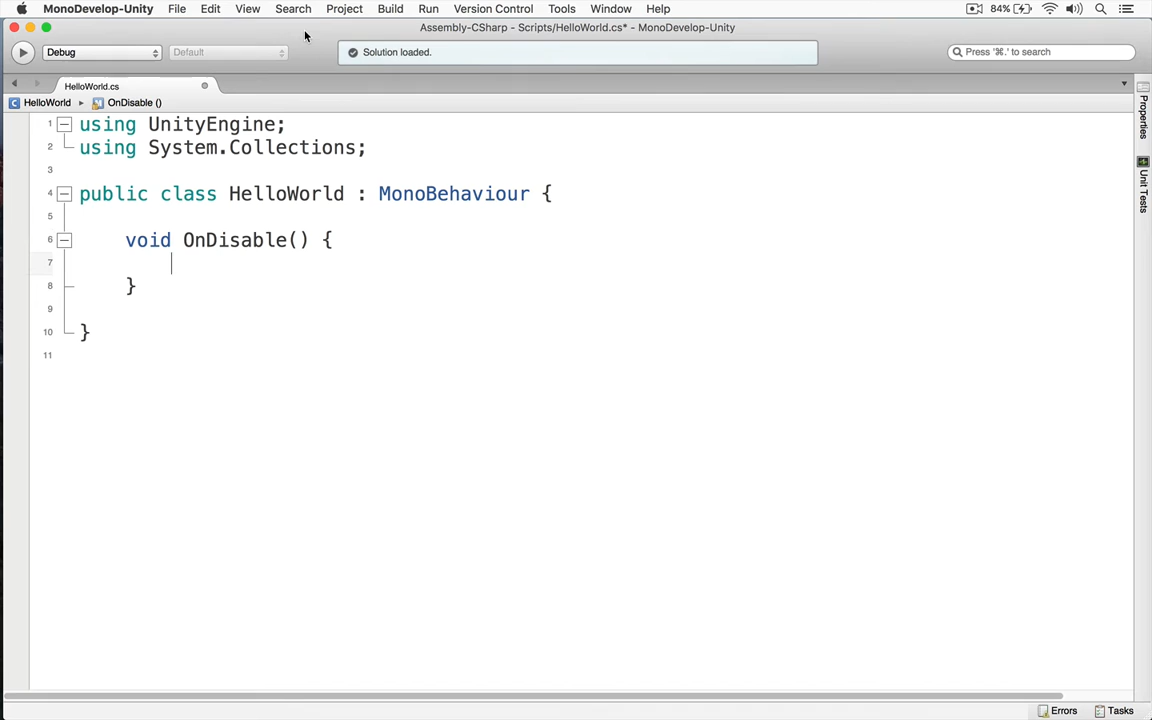 MonoDevelop-Unity File Edit View Search Project Build Run Version Control Tools Window Help 84%
Assembly-CSharp - Scripts/HelloWorld.cs* - MonoDevelop-Unity
Debug Default Solution loaded. Press '⌘.' to search
HelloWorld.cs
HelloWorld ▸ OnDisable ()
1 using UnityEngine;
2 using System.Collections;
3
4 public class HelloWorld : MonoBehaviour {
5
6 void OnDisable() {
7
8 }
9
10 }
11
Properties
Unit Tests
Errors Tasks